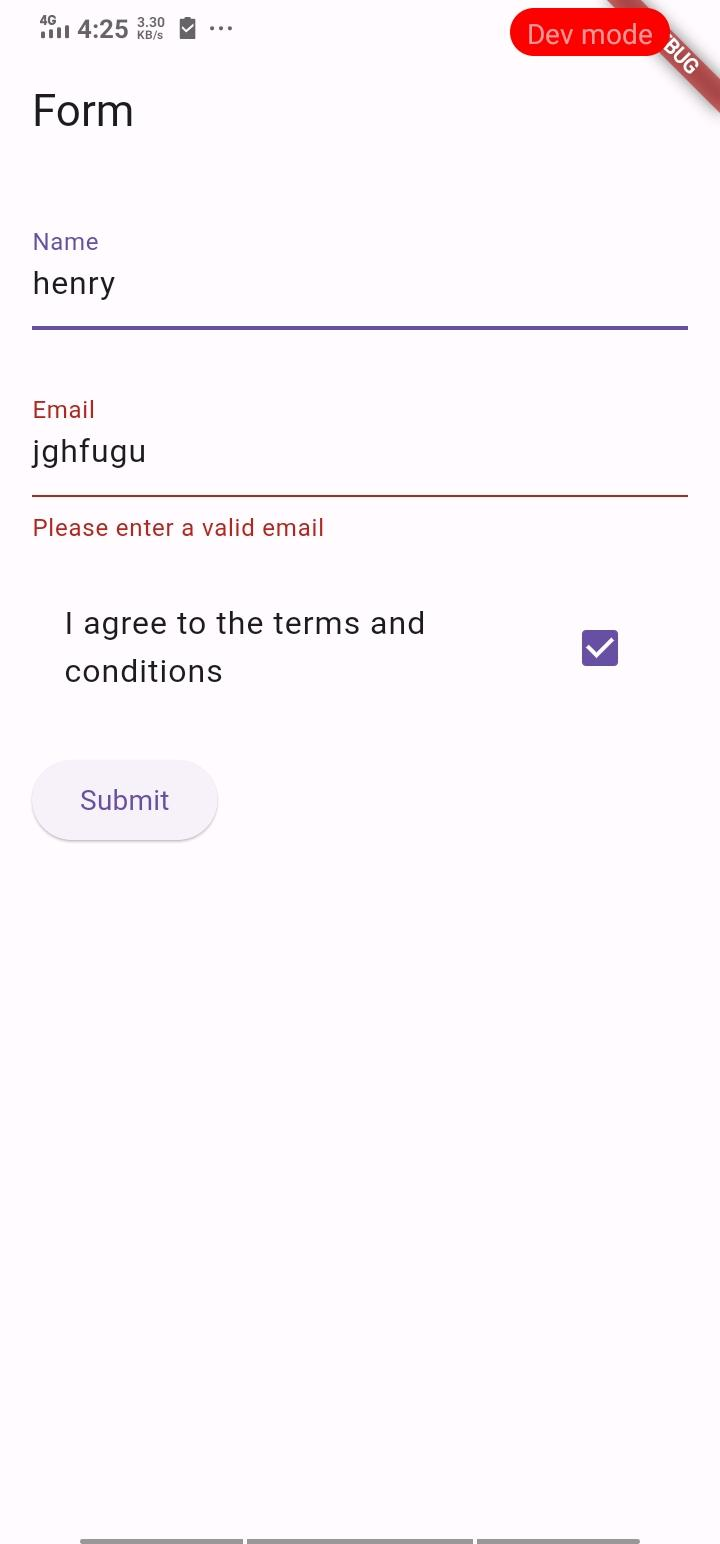 4G 4:25 3.30 KB/s
Dev mode
BUG
Form
Name
henry
Email
jghfugu
Please enter a valid email
I agree to the terms and
conditions
Submit